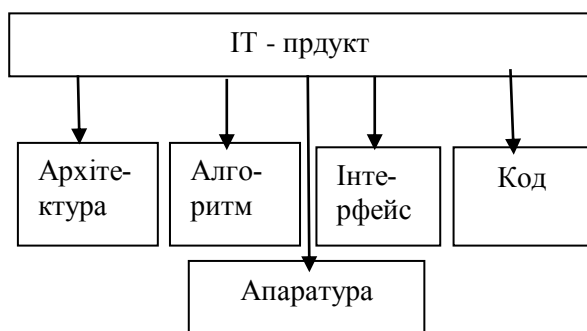 ІТ - прдукт
Архіте-
ктура
Алго-
ритм
Інте-
рфейс
Код
Апаратура